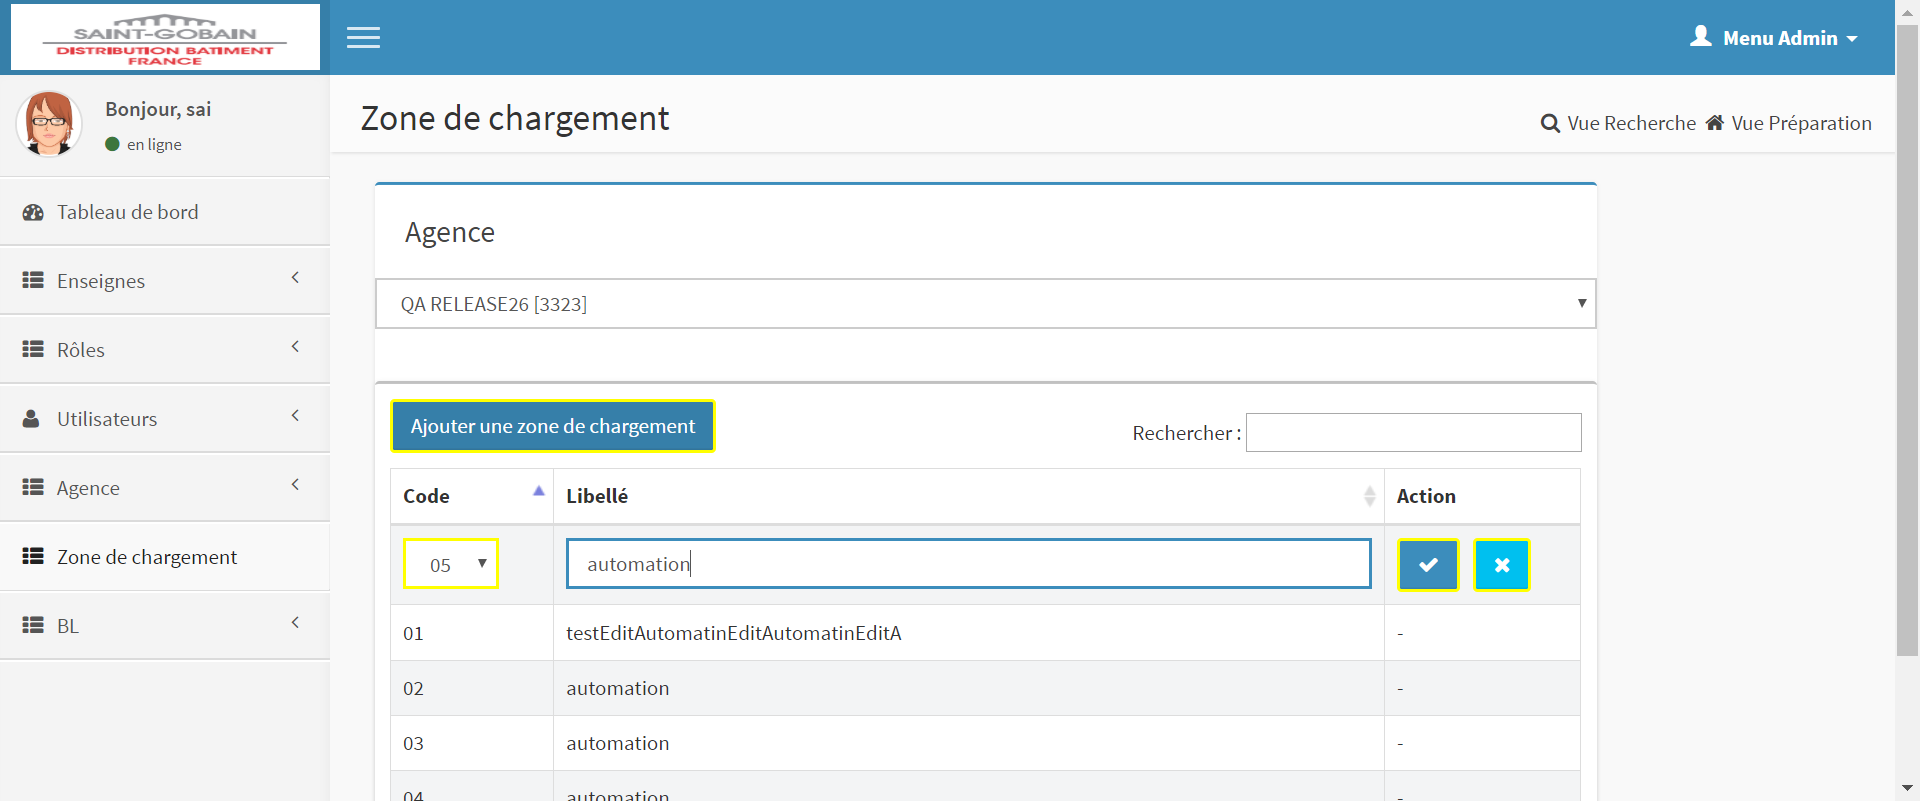 SAINT-GOBAIN
DISTRIBUTION BATIMENT
FRANCE
Menu Admin
Bonjour, sai
en ligne
Zone de chargement
Vue Recherche Vue Préparation
Tableau de bord
Enseignes
Rôles
Utilisateurs
Agence
Zone de chargement
BL
Agence
QA RELEASE26 [3323]
Ajouter une zone de chargement
Rechercher :
Code Libellé Action
05 automation
01 testEditAutomatinEditAutomatinEditA -
02 automation -
03 automation -
04 automation -